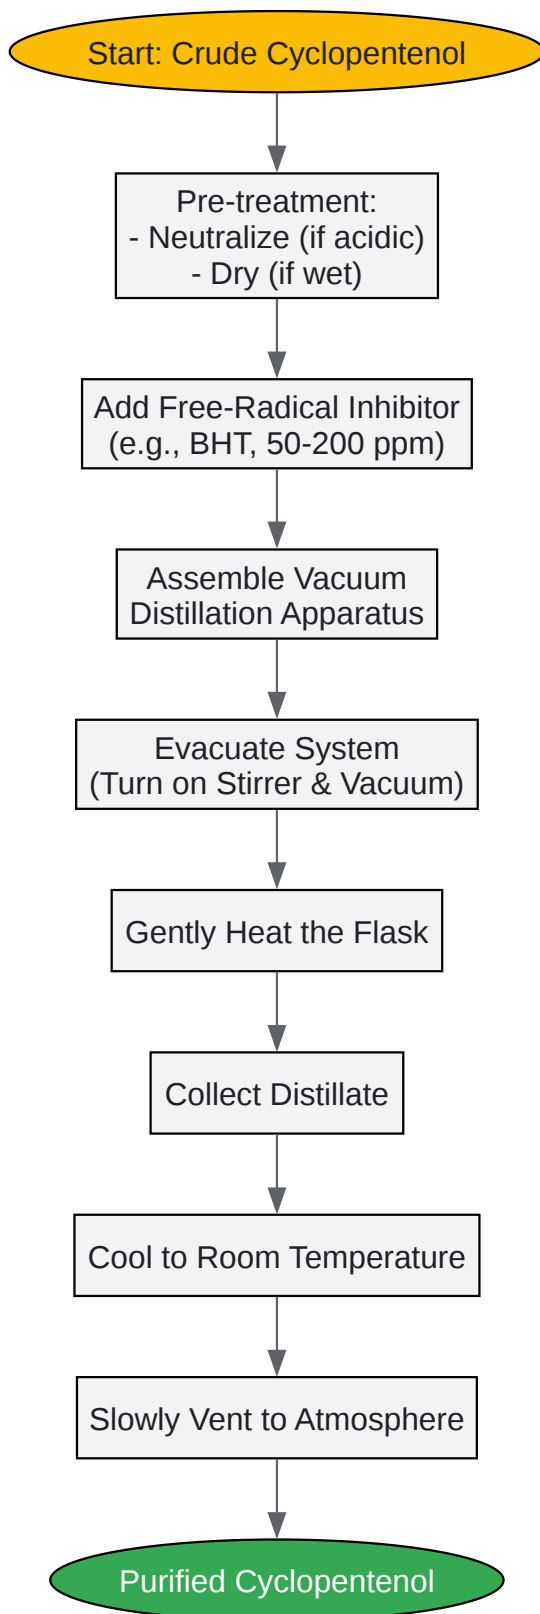 Start: Crude Cyclopentenol
Pre-treatment:
- Neutralize (if acidic)
- Dry (if wet)
Add Free-Radical Inhibitor
(e.g., BHT, 50-200 ppm)
Assemble Vacuum
Distillation Apparatus
Evacuate System
(Turn on Stirrer & Vacuum)
Gently Heat the Flask
Collect Distillate
Cool to Room Temperature
Slowly Vent to Atmosphere
Purified Cyclopentenol